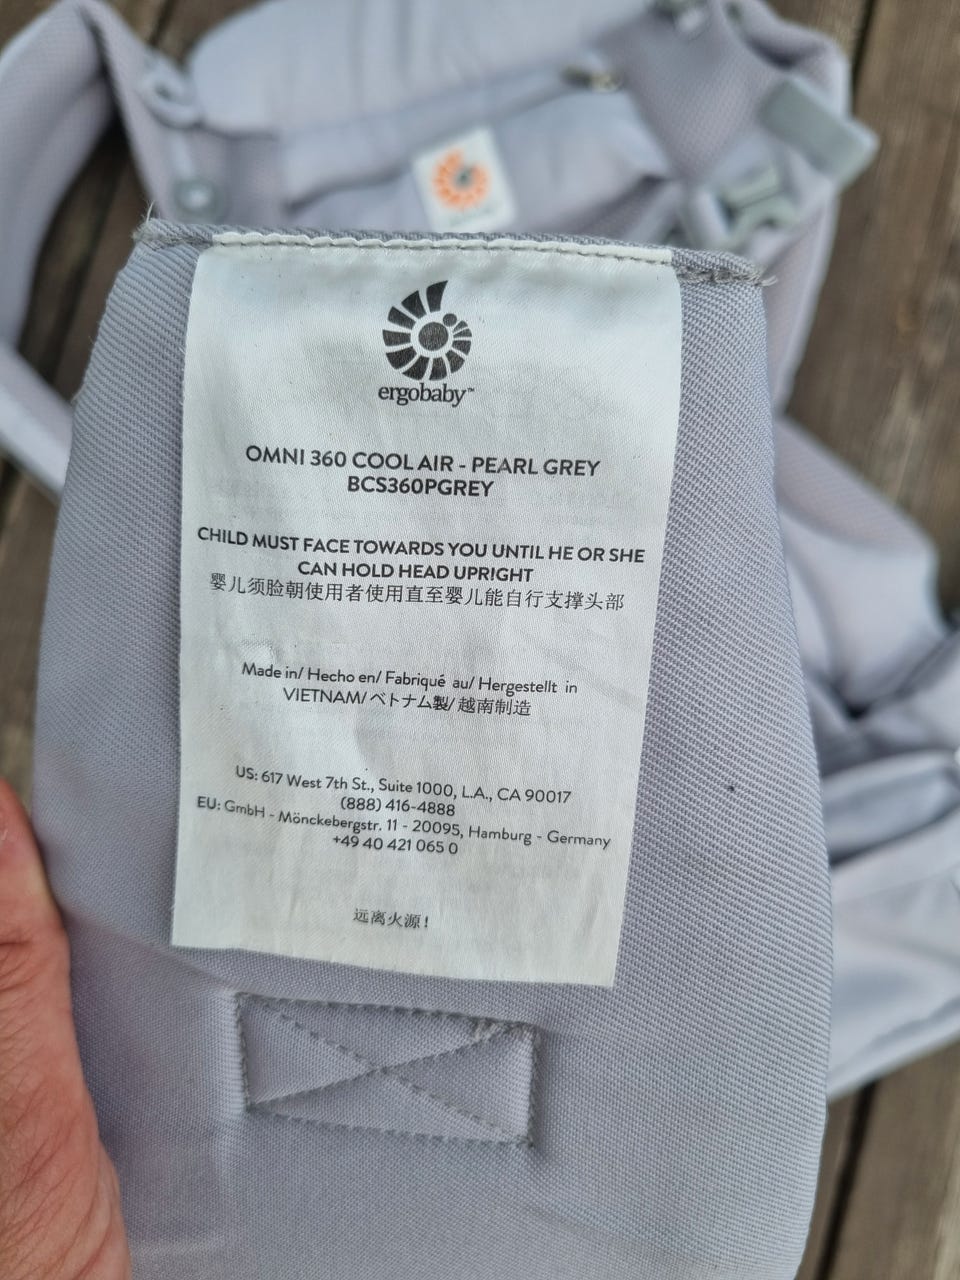 ergobaby™
OMNI 360 COOL AIR - PEARL GREY
BCS360PGREY
CHILD MUST FACE TOWARDS YOU UNTIL HE OR SHE
CAN HOLD HEAD UPRIGHT
婴儿须脸朝使用者使用直至婴儿能自行支撑头部
Made in/ Hecho en/ Fabriqué au/ Hergestellt in
VIETNAM/ ベトナム製/ 越南制造
US: 617 West 7th St., Suite 1000, L.A., CA 90017
(888) 416-4888
EU: GmbH - Mönckebergstr. 11 - 20095, Hamburg - Germany
+49 40 421 065 0
远离火源!